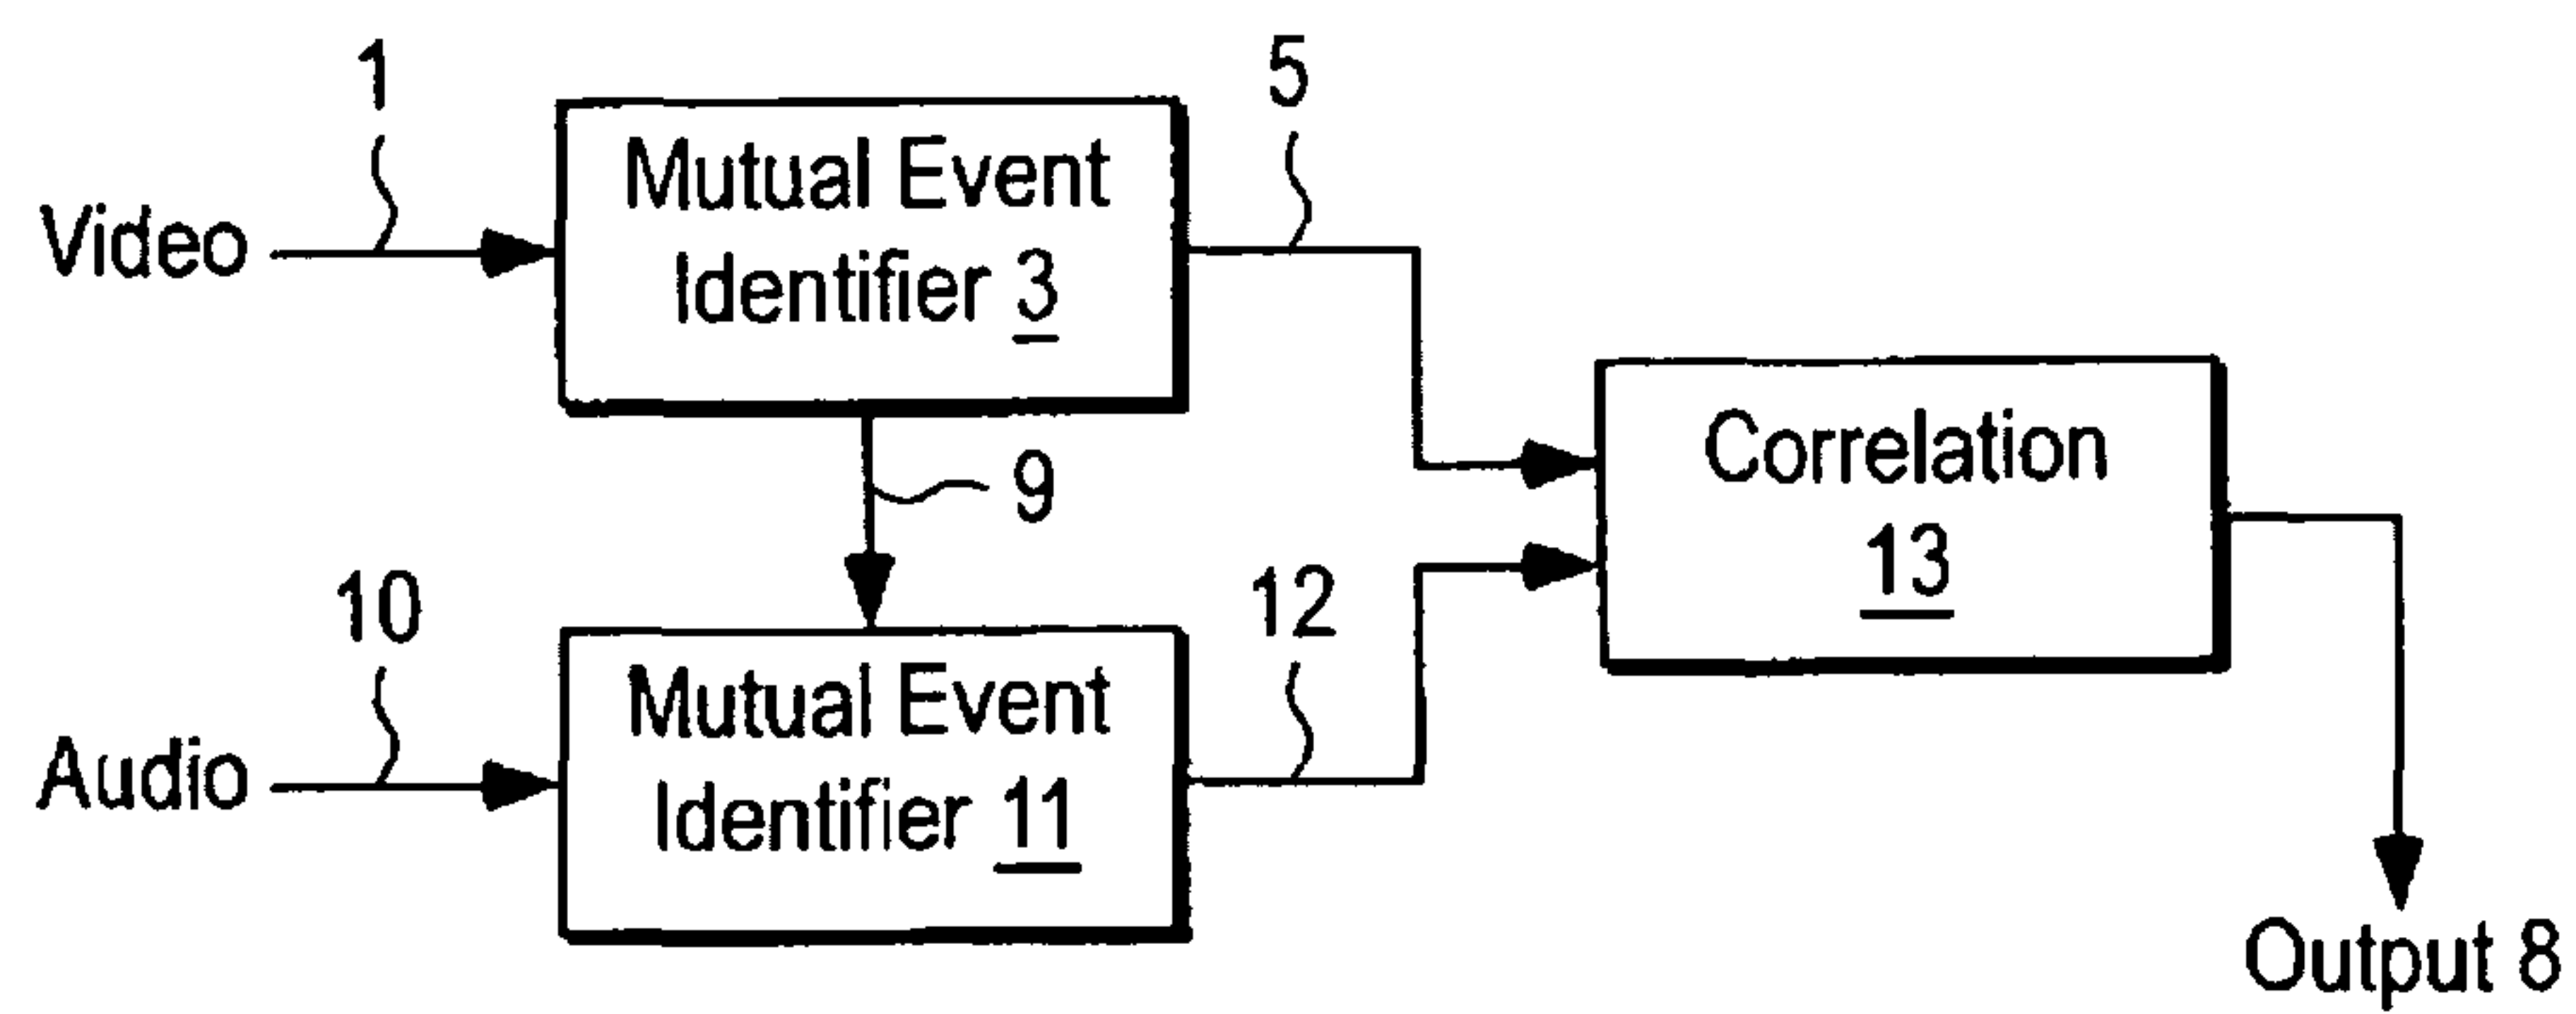 1
Video
Mutual Event
Identifier 3
5
9
10
Audio
Mutual Event
Identifier 11
12
Correlation
13
Output 8